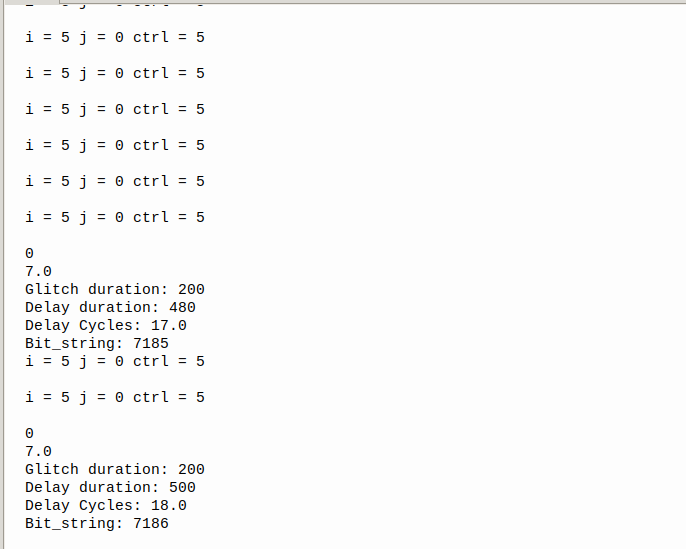 i = 5 j = 0 ctrl = 5
i = 5 j = 0 ctrl = 5
i = 5 j = 0 ctrl = 5
i = 5 j = 0 ctrl = 5
i = 5 j = 0 ctrl = 5
i = 5 j = 0 ctrl = 5
0
7.0
Glitch duration: 200
Delay duration: 480
Delay Cycles: 17.0
Bit_string: 7185
i = 5 j = 0 ctrl = 5
i = 5 j = 0 ctrl = 5
0
7.0
Glitch duration: 200
Delay duration: 500
Delay Cycles: 18.0
Bit_string: 7186